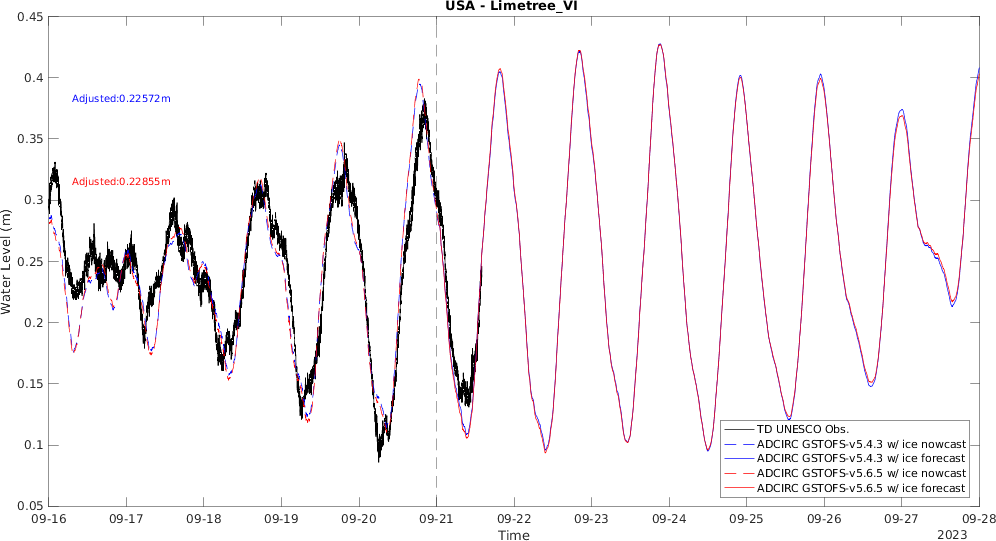 USA - Limetree_VI
0.45
0.4
0.35
0.3
0.25
0.2
0.15
0.1
0.05
Water Level (m)
Adjusted:0.22572m
Adjusted:0.22855m
TD UNESCO Obs.
ADCIRC GSTOFS-v5.4.3 w/ ice nowcast
ADCIRC GSTOFS-v5.4.3 w/ ice forecast
ADCIRC GSTOFS-v5.6.5 w/ ice nowcast
ADCIRC GSTOFS-v5.6.5 w/ ice forecast
09-16 09-17 09-18 09-19 09-20 09-21 09-22 09-23 09-24 09-25 09-26 09-27 09-28
Time
2023